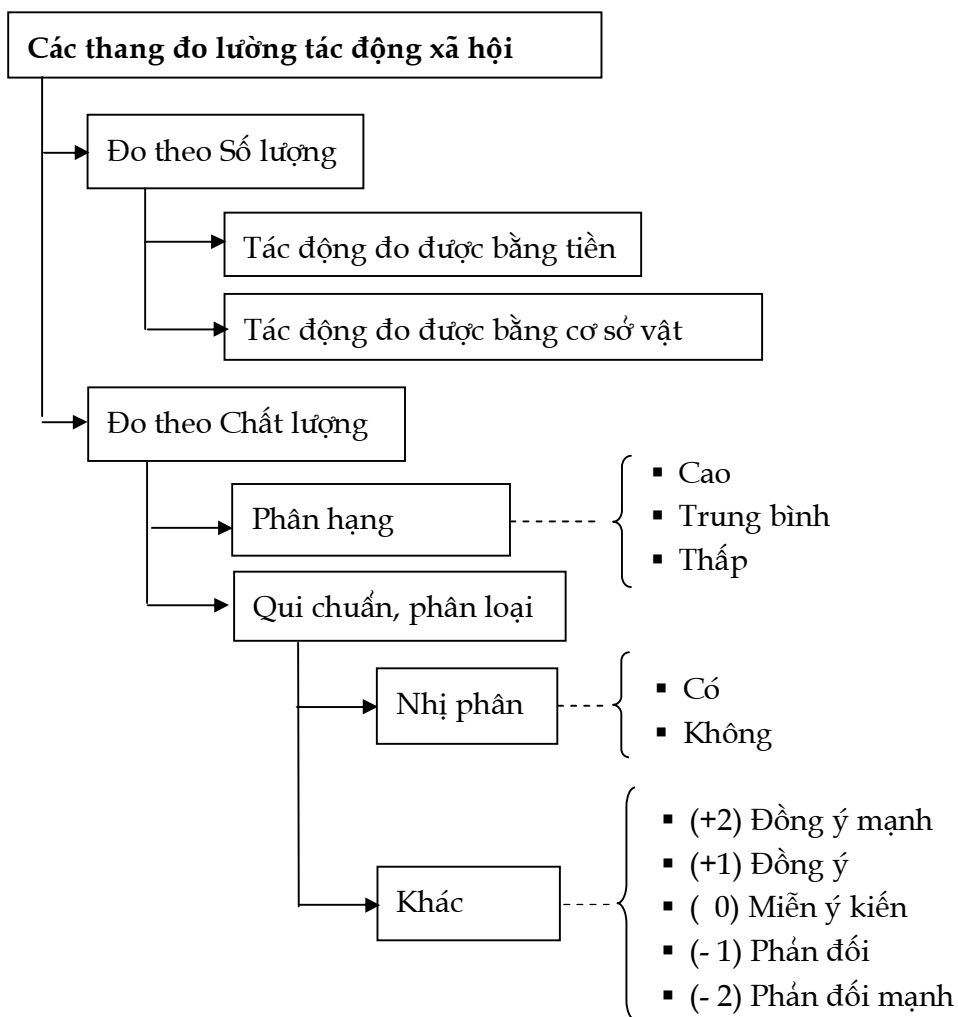 Các thang đo lường tác động xã hội
Đo theo Số lượng
Tác động đo được bằng tiền
Tác động đo được bằng cơ sở vật
Đo theo Chất lượng
Phân hạng
▪ Cao
▪ Trung bình
▪ Thấp
Qui chuẩn, phân loại
Nhị phân
▪ Có
▪ Không
Khác
▪ (+2) Đồng ý mạnh
▪ (+1) Đồng ý
▪ ( 0) Miễn ý kiến
▪ (- 1) Phản đối
▪ (- 2) Phản đối mạnh